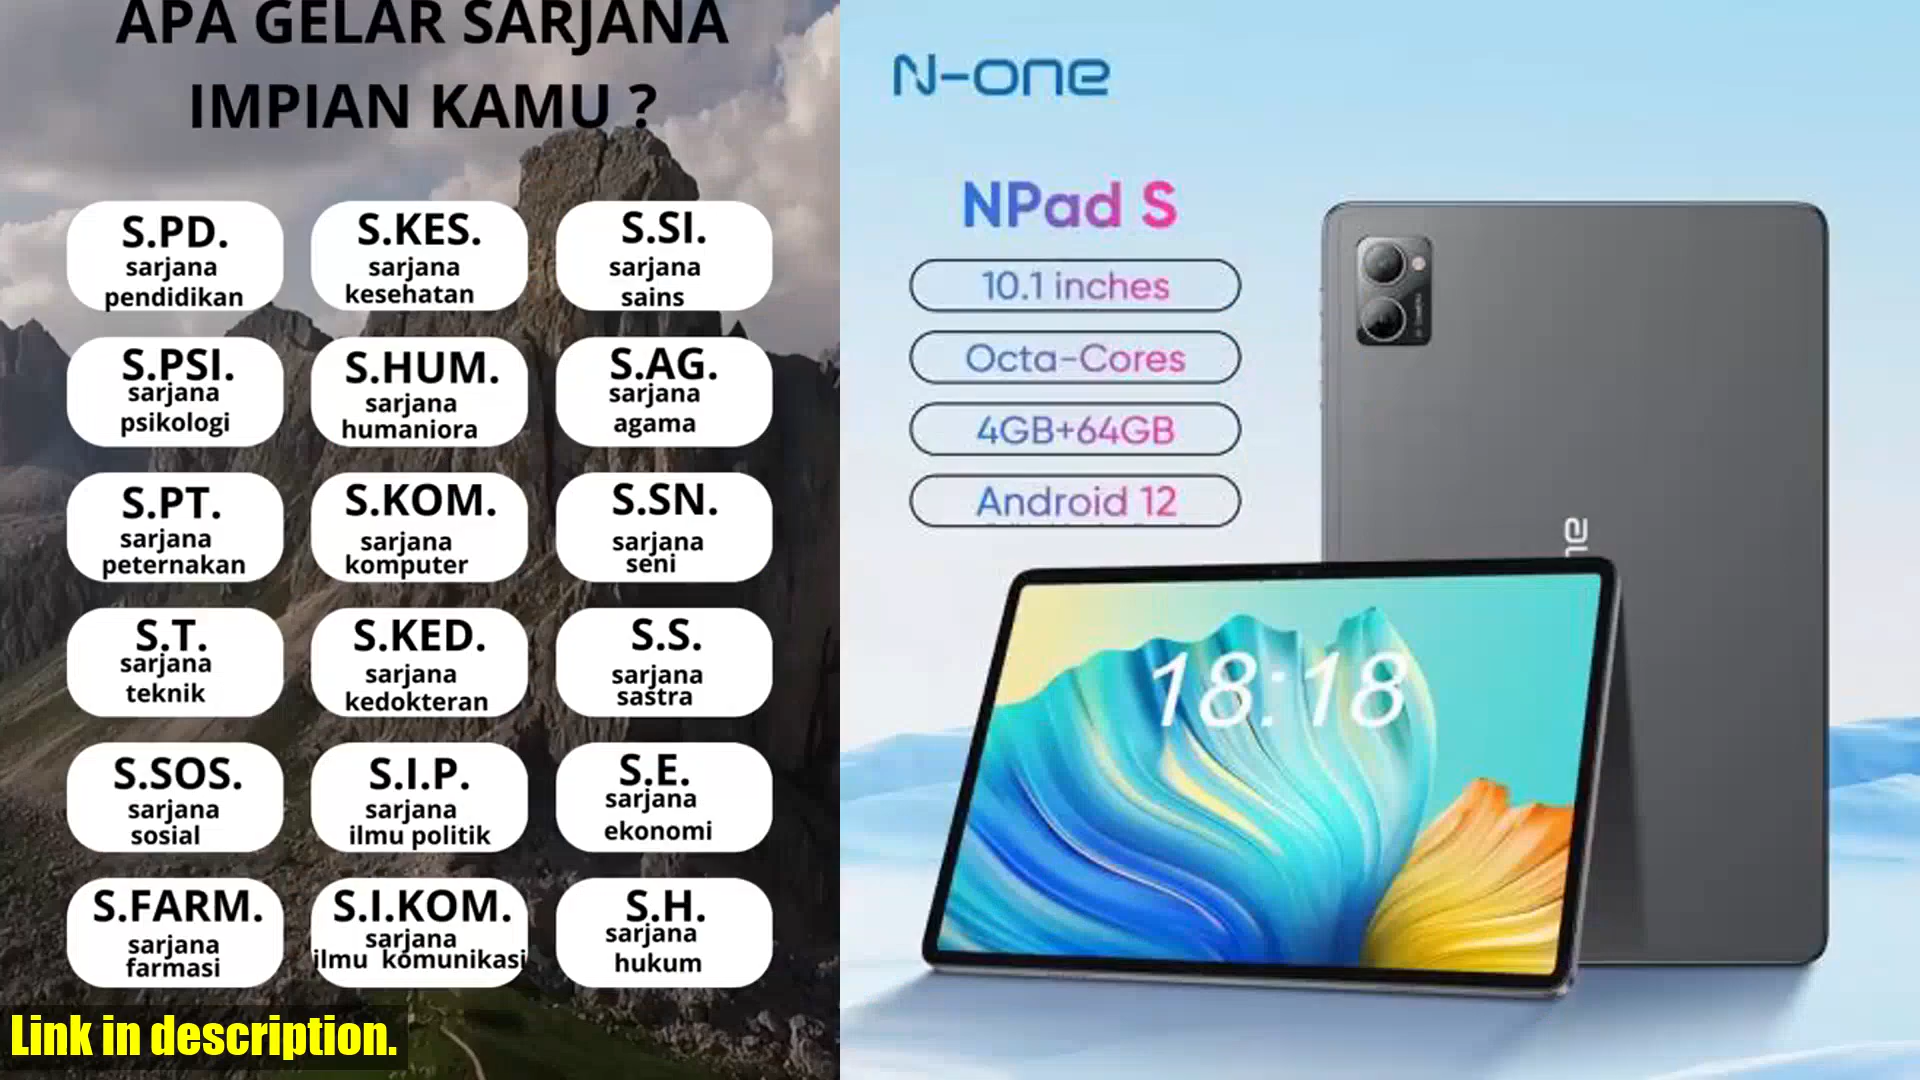 APA GELAR SARJANA
IMPIAN KAMU ?
S.PD.
sarjana
pendidikan
S.KES.
sarjana
kesehatan
S.SI.
sarjana
sains
S.PSI.
sarjana
psikologi
S.HUM.
sarjana
humaniora
S.AG.
sarjana
agama
S.PT.
sarjana
peternakan
S.KOM.
sarjana
komputer
S.SN.
sarjana
seni
S.T.
sarjana
teknik
S.KED.
sarjana
kedokteran
S.S.
sarjana
sastra
S.SOS.
sarjana
sosial
S.I.P.
sarjana
ilmu politik
S.E.
sarjana
ekonomi
S.FARM.
sarjana
farmasi
S.I.KOM.
sarjana
ilmu komunikasi
S.H.
sarjana
hukum
Link in description.
N-one
NPad S
10.1 inches
Octa-Cores
4GB+64GB
Android 12
18:18